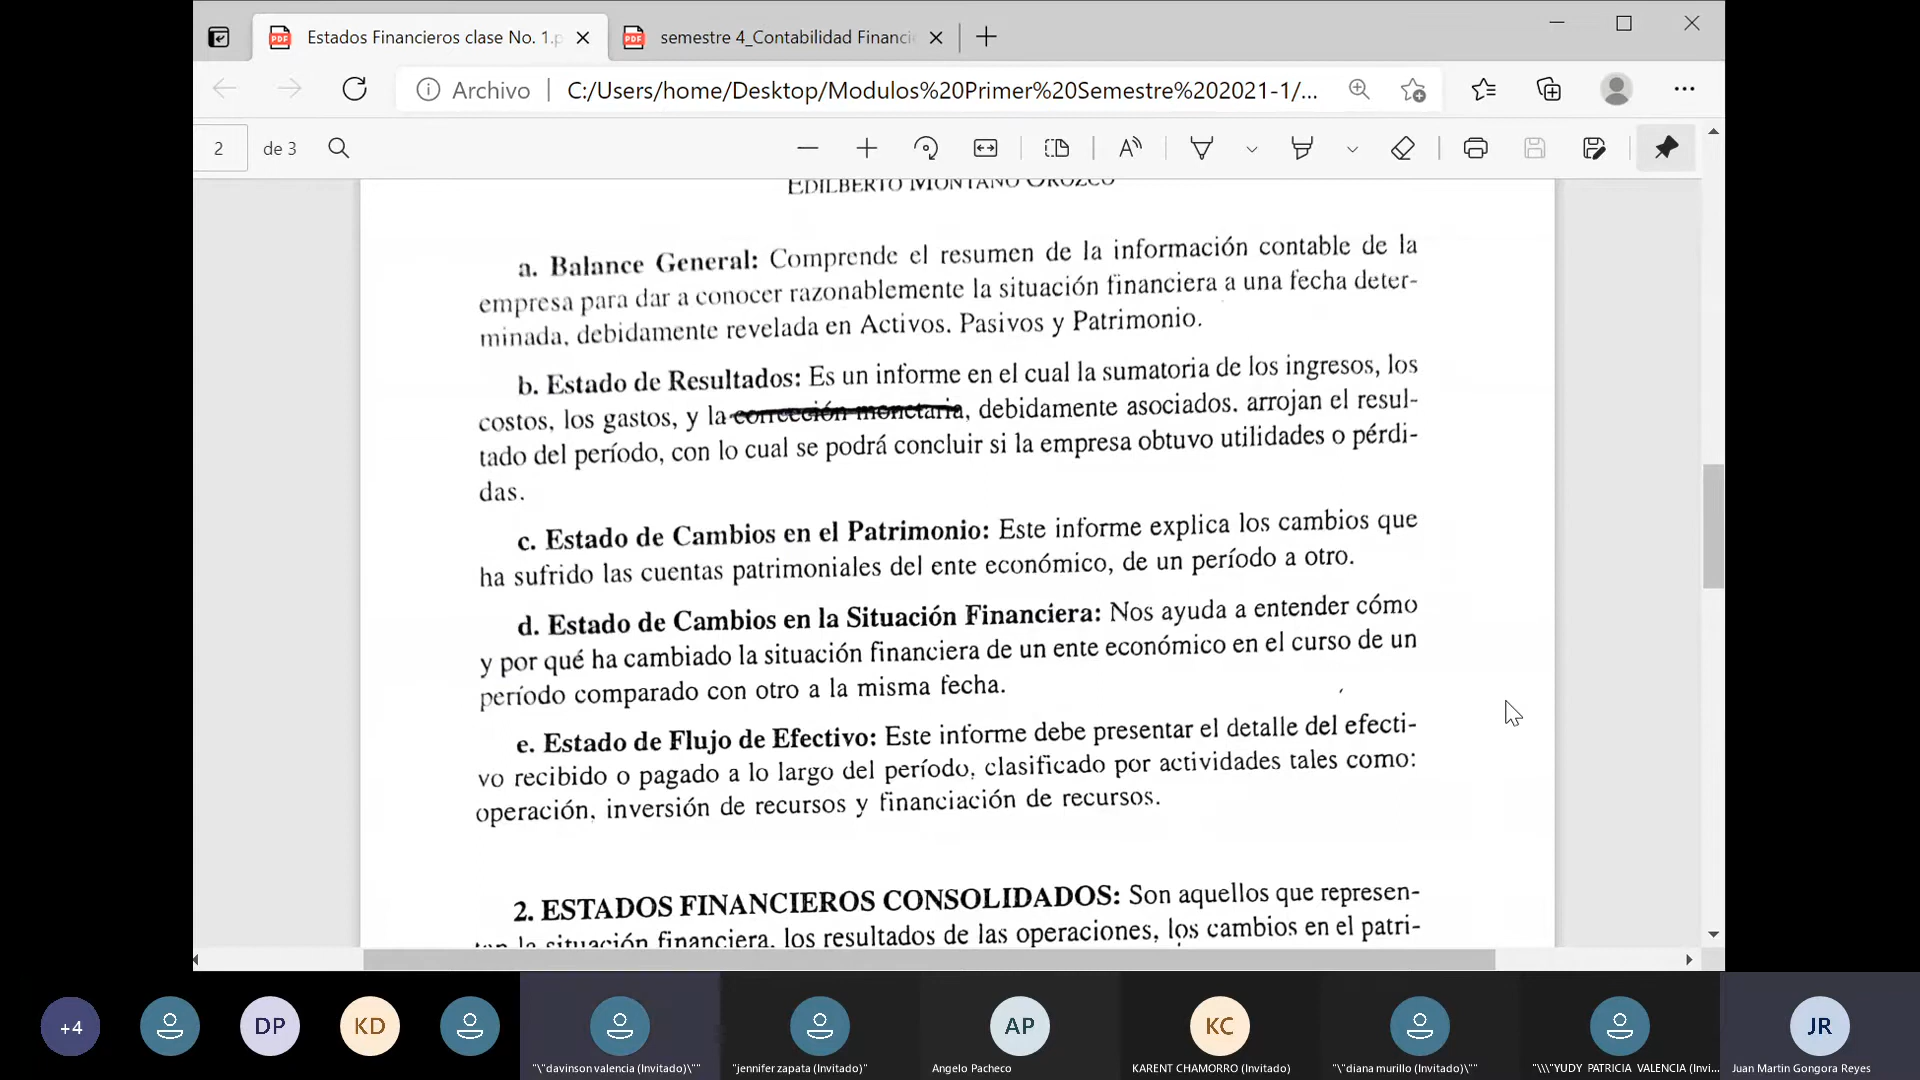 Estados Financieros clase No. 1.p
semestre 4_Contabilidad Financi
Archivo
C:/Users/home/Desktop/Modulos%20Primer%20Semestre%202021-1/...
2 de 3
EDILBERTO MONTAÑO OROZCO
a. Balance General: Comprende el resumen de la información contable de la
empresa para dar a conocer razonablemente la situación financiera a una fecha deter-
minada, debidamente revelada en Activos. Pasivos y Patrimonio.
b. Estado de Resultados: Es un informe en el cual la sumatoria de los ingresos, los
costos, los gastos, y la corrección monetaria, debidamente asociados. arrojan el resul-
tado del período, con lo cual se podrá concluir si la empresa obtuvo utilidades o pérdi-
das.
c. Estado de Cambios en el Patrimonio: Este informe explica los cambios que
ha sufrido las cuentas patrimoniales del ente económico, de un período a otro.
d. Estado de Cambios en la Situación Financiera: Nos ayuda a entender cómo
y por qué ha cambiado la situación financiera de un ente económico en el curso de un
período comparado con otro a la misma fecha.
e. Estado de Flujo de Efectivo: Este informe debe presentar el detalle del efecti-
vo recibido o pagado a lo largo del período, clasificado por actividades tales como:
operación, inversión de recursos y financiación de recursos.
2. ESTADOS FINANCIEROS CONSOLIDADOS: Son aquellos que represen-
tan la situación financiera, los resultados de las operaciones, los cambios en el patri-
+4
DP
KD
AP
KC
JR
"\"davinson valencia (Invitado)\""
"jennifer zapata (Invitado)"
Angelo Pacheco
KARENT CHAMORRO (Invitado)
"\"diana murillo (Invitado)\""
"\\\"YUDY PATRICIA VALENCIA (Invi...
Juan Martin Gongora Reyes